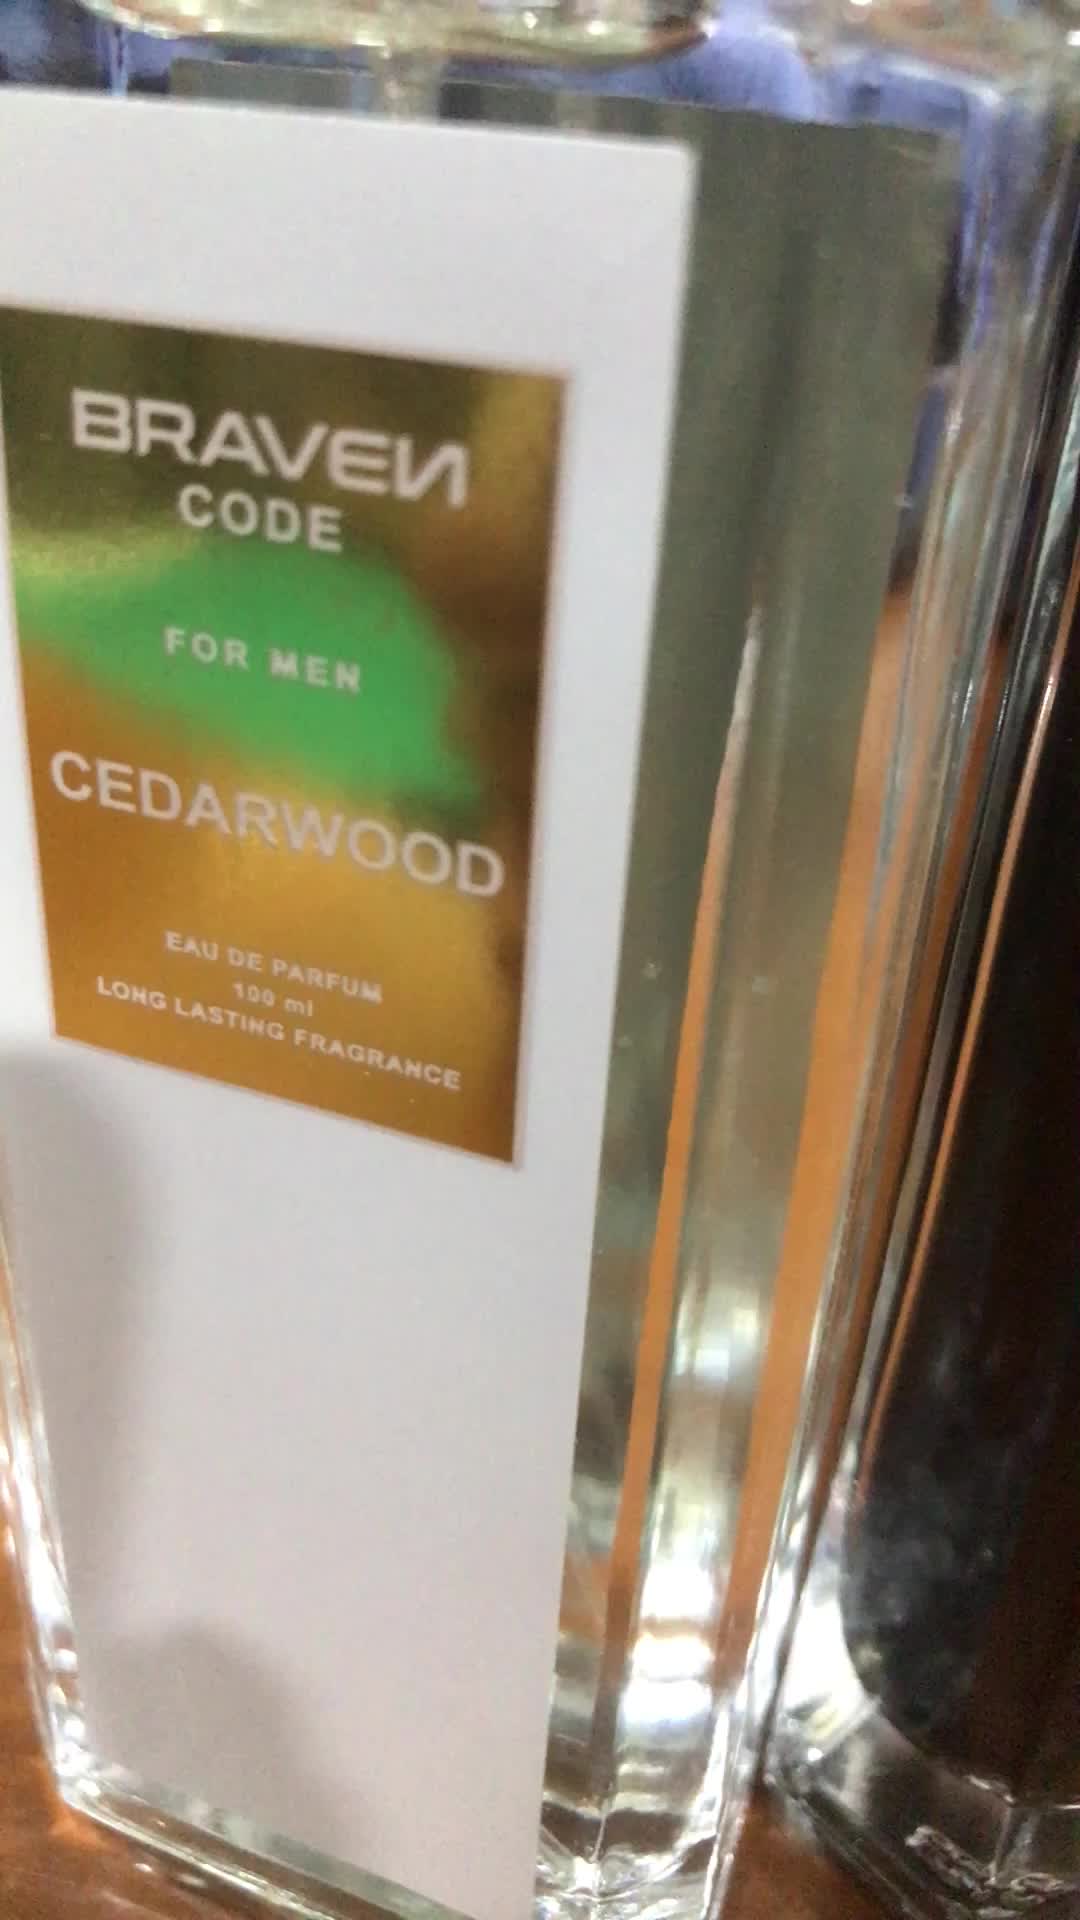 BRAVEN
CODE
FOR MEN
CEDARWOOD
EAU DE PARFUM
100 ml
LONG LASTING FRAGRANCE